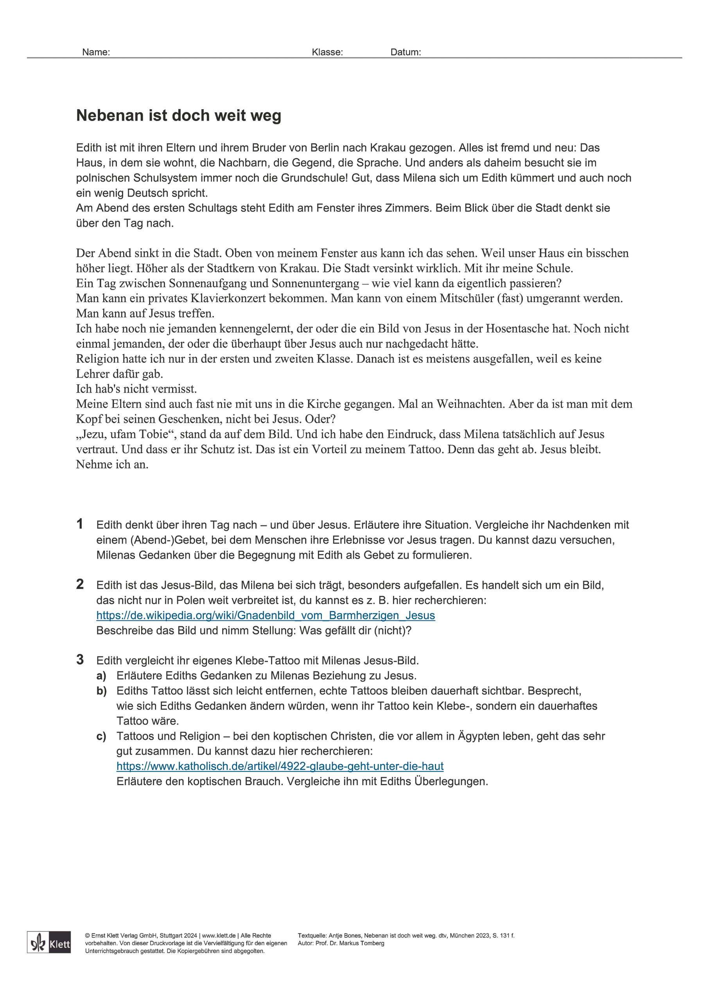 Name: Klasse: Datum:
Nebenan ist doch weit weg
Edith ist mit ihren Eltern und ihrem Bruder von Berlin nach Krakau gezogen. Alles ist fremd und neu: Das
Haus, in dem sie wohnt, die Nachbarn, die Gegend, die Sprache. Und anders als daheim besucht sie im
polnischen Schulsystem immer noch die Grundschule! Gut, dass Milena sich um Edith kümmert und auch noch
ein wenig Deutsch spricht.
Am Abend des ersten Schultags steht Edith am Fenster ihres Zimmers. Beim Blick über die Stadt denkt sie
über den Tag nach.
Der Abend sinkt in die Stadt. Oben von meinem Fenster aus kann ich das sehen. Weil unser Haus ein bisschen
höher liegt. Höher als der Stadtkern von Krakau. Die Stadt versinkt wirklich. Mit ihr meine Schule.
Ein Tag zwischen Sonnenaufgang und Sonnenuntergang – wie viel kann da eigentlich passieren?
Man kann ein privates Klavierkonzert bekommen. Man kann von einem Mitschüler (fast) umgerannt werden.
Man kann auf Jesus treffen.
Ich habe noch nie jemanden kennengelernt, der oder die ein Bild von Jesus in der Hosentasche hat. Noch nicht
einmal jemanden, der oder die überhaupt über Jesus auch nur nachgedacht hätte.
Religion hatte ich nur in der ersten und zweiten Klasse. Danach ist es meistens ausgefallen, weil es keine
Lehrer dafür gab.
Ich hab's nicht vermisst.
Meine Eltern sind auch fast nie mit uns in die Kirche gegangen. Mal an Weihnachten. Aber da ist man mit dem
Kopf bei seinen Geschenken, nicht bei Jesus. Oder?
„Jezu, ufam Tobie“, stand da auf dem Bild. Und ich habe den Eindruck, dass Milena tatsächlich auf Jesus
vertraut. Und dass er ihr Schutz ist. Das ist ein Vorteil zu meinem Tattoo. Denn das geht ab. Jesus bleibt.
Nehme ich an.
1 Edith denkt über ihren Tag nach – und über Jesus. Erläutere ihre Situation. Vergleiche ihr Nachdenken mit
einem (Abend-)Gebet, bei dem Menschen ihre Erlebnisse vor Jesus tragen. Du kannst dazu versuchen,
Milenas Gedanken über die Begegnung mit Edith als Gebet zu formulieren.
2 Edith ist das Jesus-Bild, das Milena bei sich trägt, besonders aufgefallen. Es handelt sich um ein Bild,
das nicht nur in Polen weit verbreitet ist, du kannst es z. B. hier recherchieren:
https://de.wikipedia.org/wiki/Gnadenbild_vom_Barmherzigen_Jesus
Beschreibe das Bild und nimm Stellung: Was gefällt dir (nicht)?
3 Edith vergleicht ihr eigenes Klebe-Tattoo mit Milenas Jesus-Bild.
a) Erläutere Ediths Gedanken zu Milenas Beziehung zu Jesus.
b) Ediths Tattoo lässt sich leicht entfernen, echte Tattoos bleiben dauerhaft sichtbar. Besprecht,
wie sich Ediths Gedanken ändern würden, wenn ihr Tattoo kein Klebe-, sondern ein dauerhaftes
Tattoo wäre.
c) Tattoos und Religion – bei den koptischen Christen, die vor allem in Ägypten leben, geht das sehr
gut zusammen. Du kannst dazu hier recherchieren:
https://www.katholisch.de/artikel/4922-glaube-geht-unter-die-haut
Erläutere den koptischen Brauch. Vergleiche ihn mit Ediths Überlegungen.
Klett
© Ernst Klett Verlag GmbH, Stuttgart 2024 | www.klett.de | Alle Rechte
vorbehalten. Von dieser Druckvorlage ist die Vervielfältigung für den eigenen
Unterrichtsgebrauch gestattet. Die Kopiergebühren sind abgegolten.
Textquelle: Antje Bones, Nebenan ist doch weit weg. dtv, München 2023, S. 131 f.
Autor: Prof. Dr. Markus Tomberg